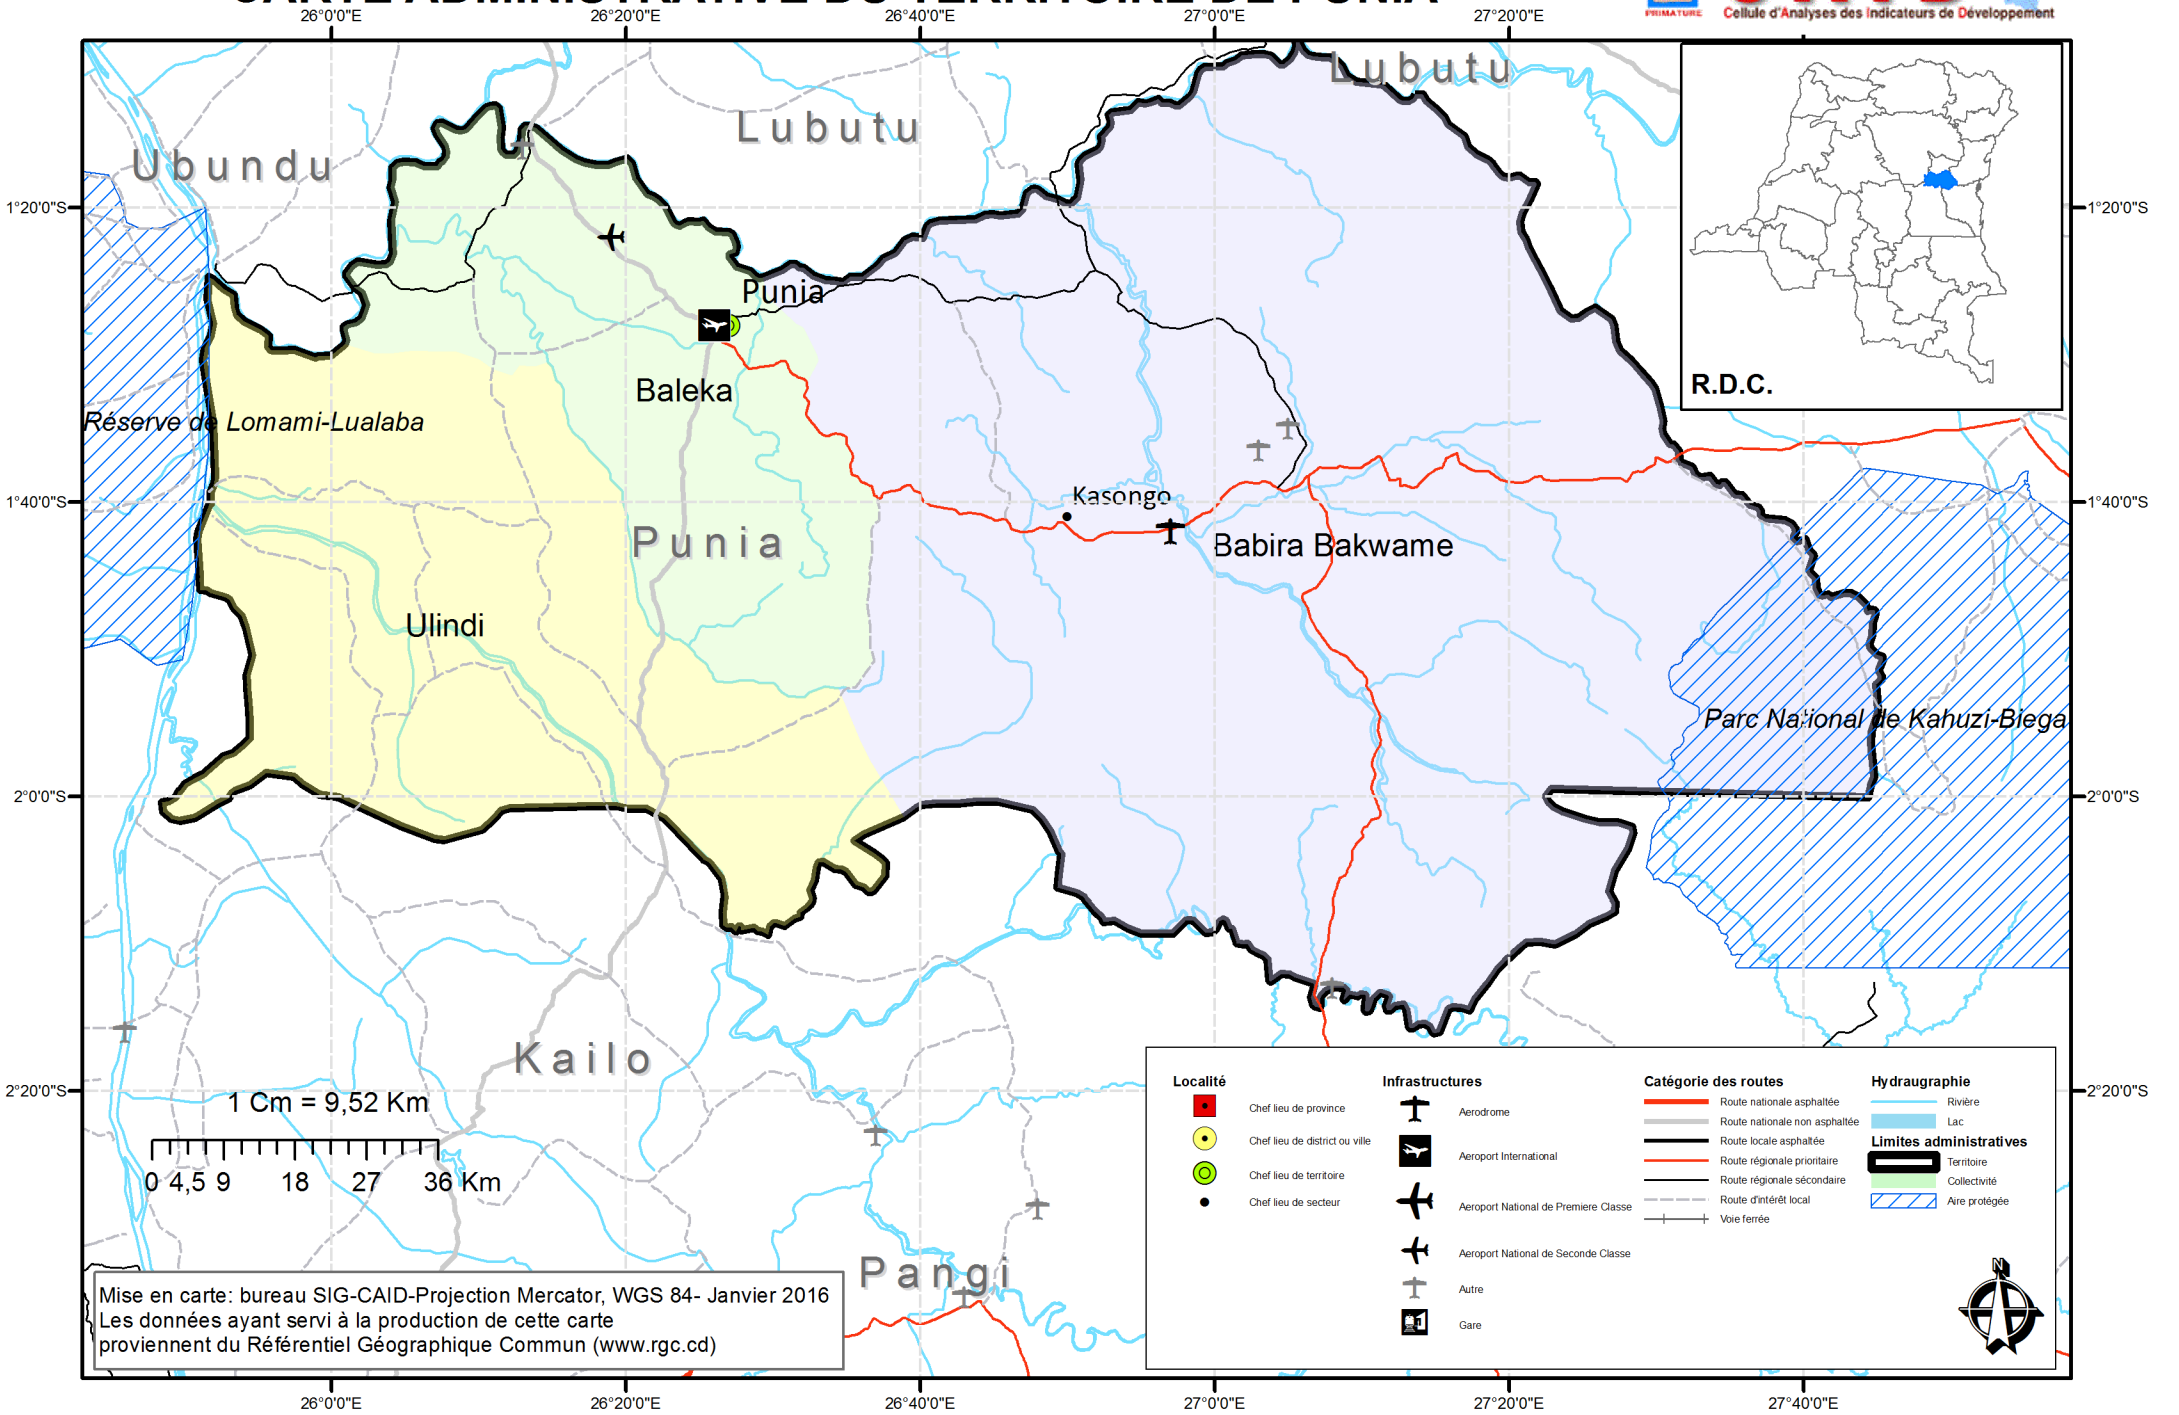 CARTE ADMINISTRATIVE DU TERRITOIRE DE PUNIA
PRIMATURE
Cellule d'Analyses des Indicateurs de Développement
26°0'0"E
26°20'0"E
26°40'0"E
27°0'0"E
27°20'0"E
1°20'0"S
1°40'0"S
2°0'0"S
2°20'0"S
1°20'0"S
1°40'0"S
2°0'0"S
2°20'0"S
Ubundu
Lubutu
Lubutu
R.D.C.
Punia
Baleka
Réserve de Lomami-Lualaba
Kasongo
Punia
Babira Bakwame
Ulindi
Parc National de Kahuzi-Biega
Kailo
Pangi
1 Cm = 9,52 Km
0 4,5 9 18 27 36 Km
Mise en carte: bureau SIG-CAID-Projection Mercator, WGS 84- Janvier 2016
Les données ayant servi à la production de cette carte
proviennent du Référentiel Géographique Commun (www.rgc.cd)
Localité
Chef lieu de province
Chef lieu de district ou ville
Chef lieu de territoire
Chef lieu de secteur
Infrastructures
Aerodrome
Aeroport International
Aeroport National de Premiere Classe
Aeroport National de Seconde Classe
Autre
Gare
Catégorie des routes
Route nationale asphaltée
Route nationale non asphaltée
Route locale asphaltée
Route régionale prioritaire
Route régionale sécondaire
Route d'intérêt local
Voie ferrée
Hydraugraphie
Rivière
Lac
Limites administratives
Territoire
Collectivité
Aire protégée
N
26°0'0"E
26°20'0"E
26°40'0"E
27°0'0"E
27°20'0"E
27°40'0"E